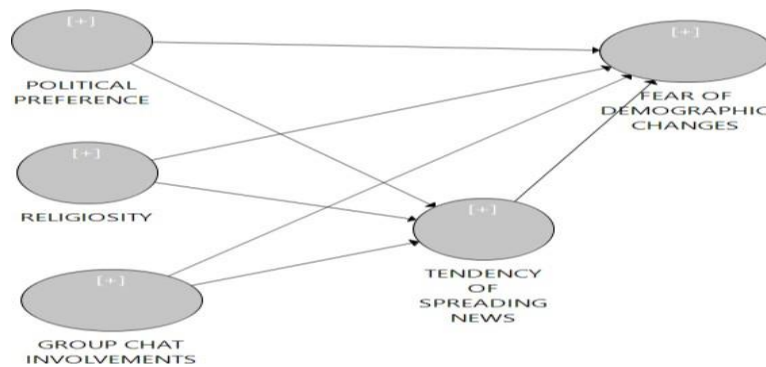 [+]
POLITICAL
PREFERENCE
[+]
FEAR OF
DEMOGRAPHIC
CHANGES
[+]
RELIGIOSITY
[+]
TENDENCY
OF
SPREADING
NEWS
[+]
GROUP CHAT
INVOLVEMENTS